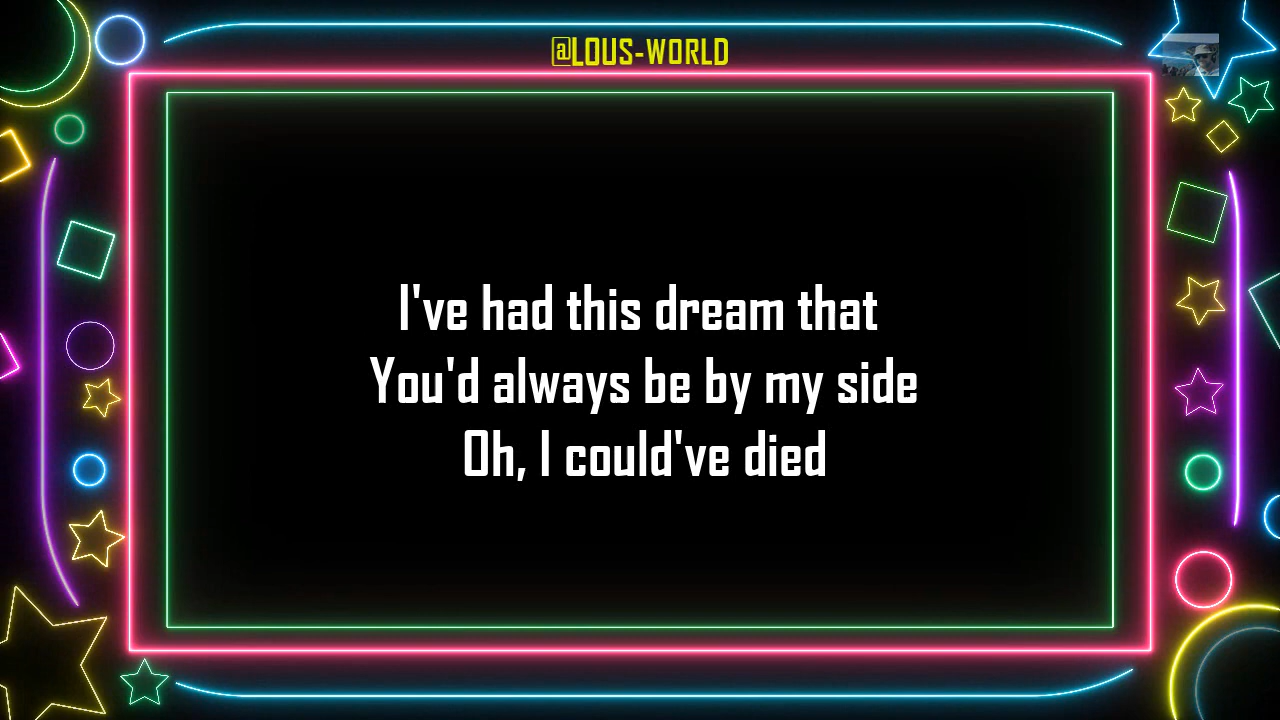 @LOUS-WORLD
I've had this dream that
You'd always be by my side
Oh, I could've died